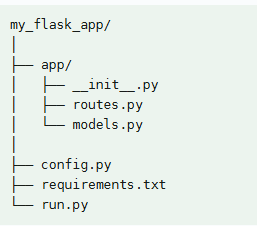 my_flask_app/
│
├── app/
│   ├── __init__.py
│   ├── routes.py
│   └── models.py
│
├── config.py
├── requirements.txt
└── run.py